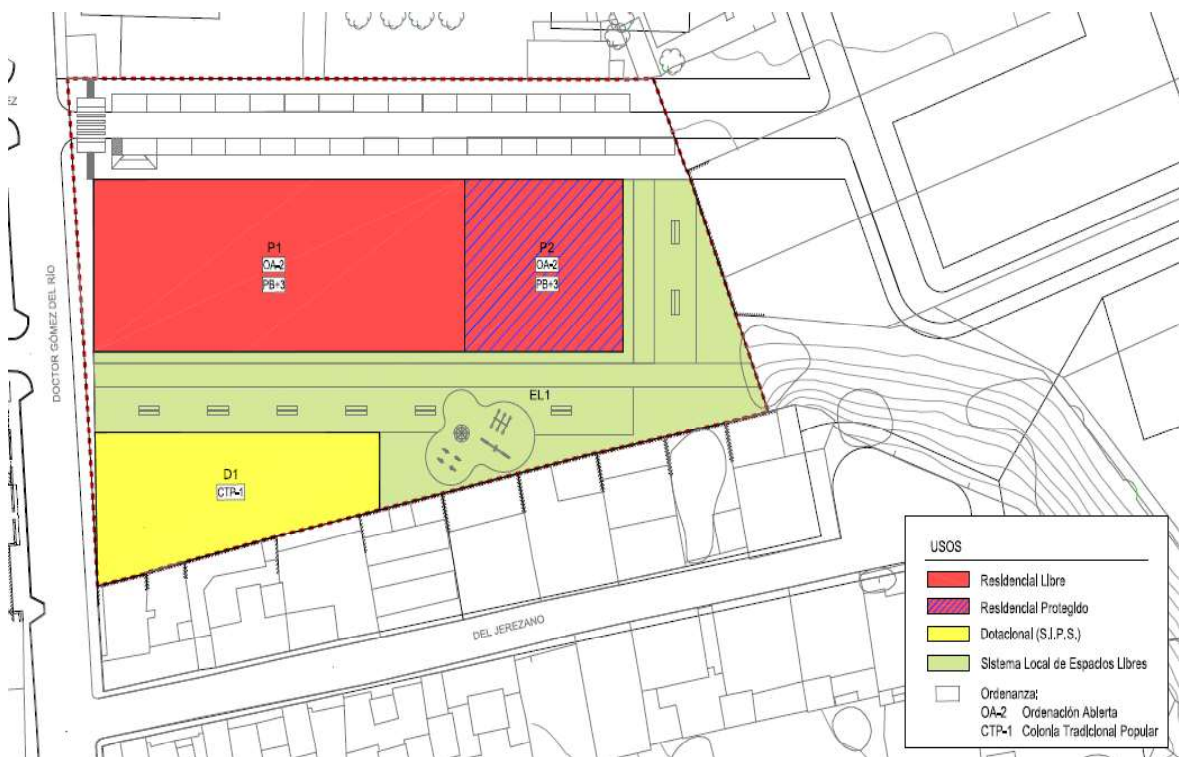 EZ
P1
OA-2
PB+3
P2
OA-2
PB+3
DOCTOR GÓMEZ DEL RÍO
EL1
D1
CTP-1
DEL JEREZANO
USOS
Residencial Libre
Residencial Protegido
Dotacional (S.I.P.S.)
Sistema Local de Espacios Libres
Ordenanza:
OA-2 Ordenación Abierta
CTP-1 Colonia Tradicional Popular